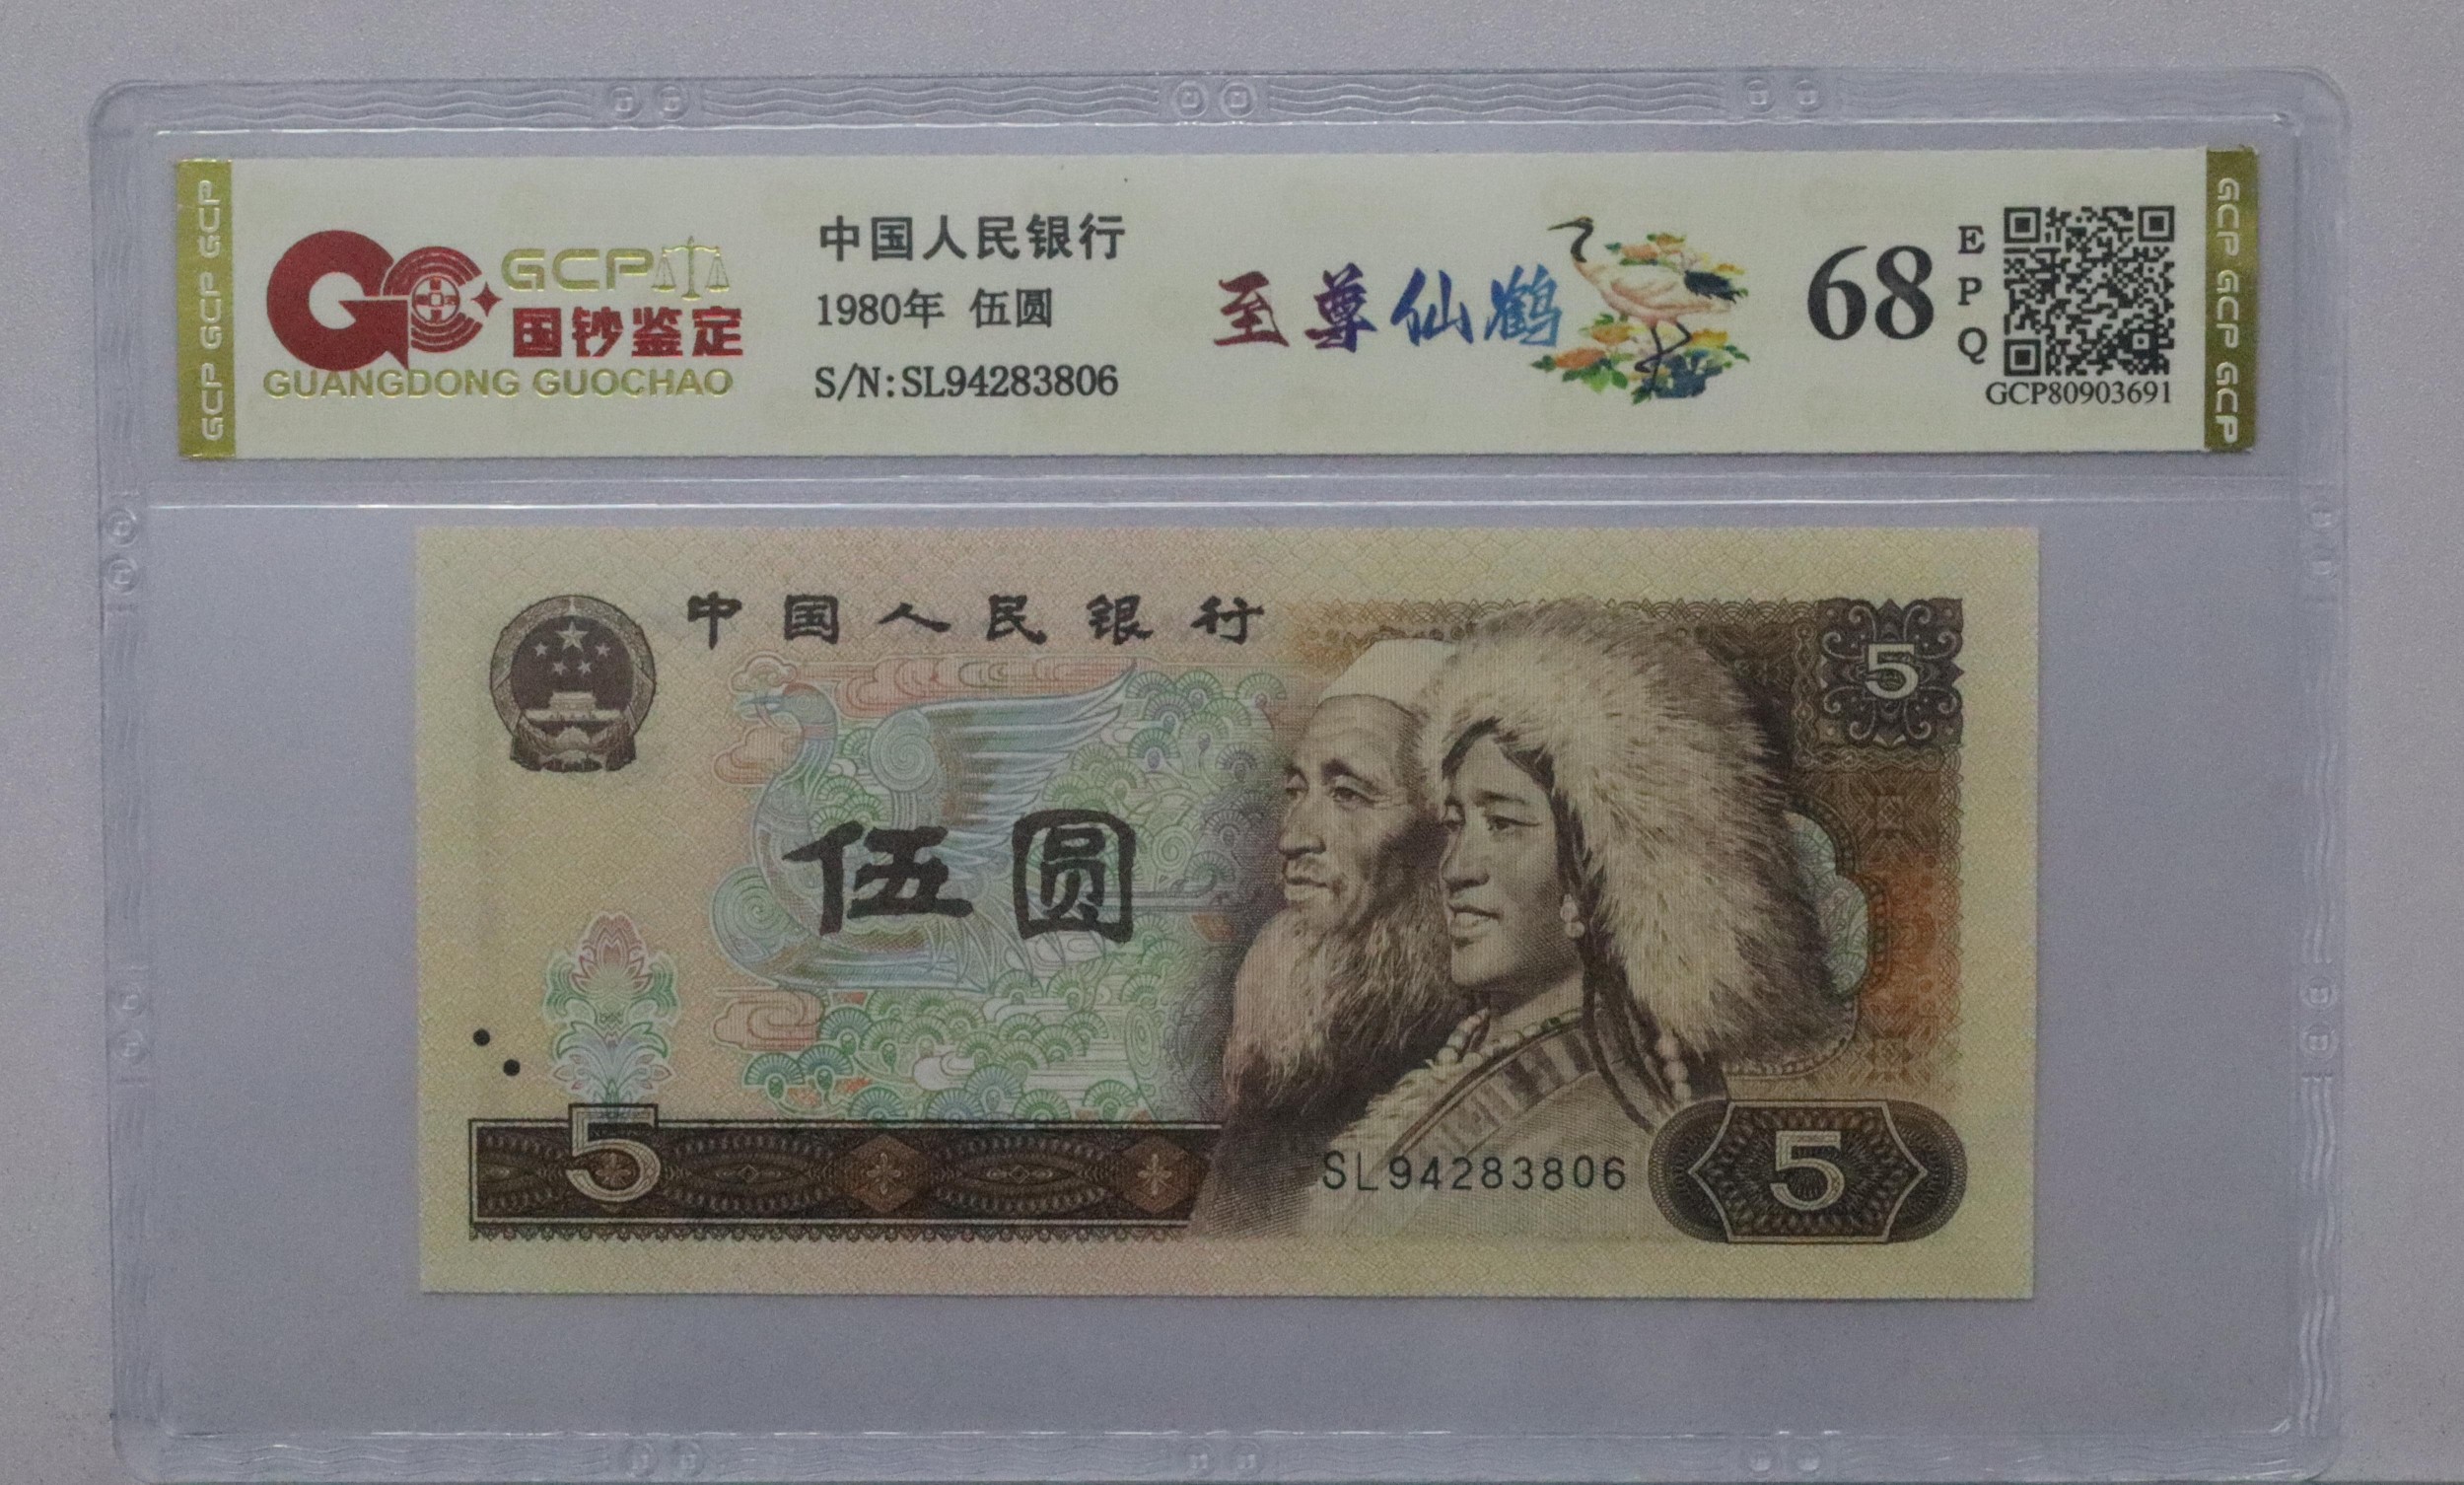 GCP GCP GCP
GCP
国钞鉴定
GUANGDONG GUOCHAO
中国人民银行
1980年 伍圆
S/N:SL94283806
至尊仙鹤
68
EPQ
GCP80903691
GCP GCP GCP
中国人民银行
5
伍圆
5
SL94283806
5